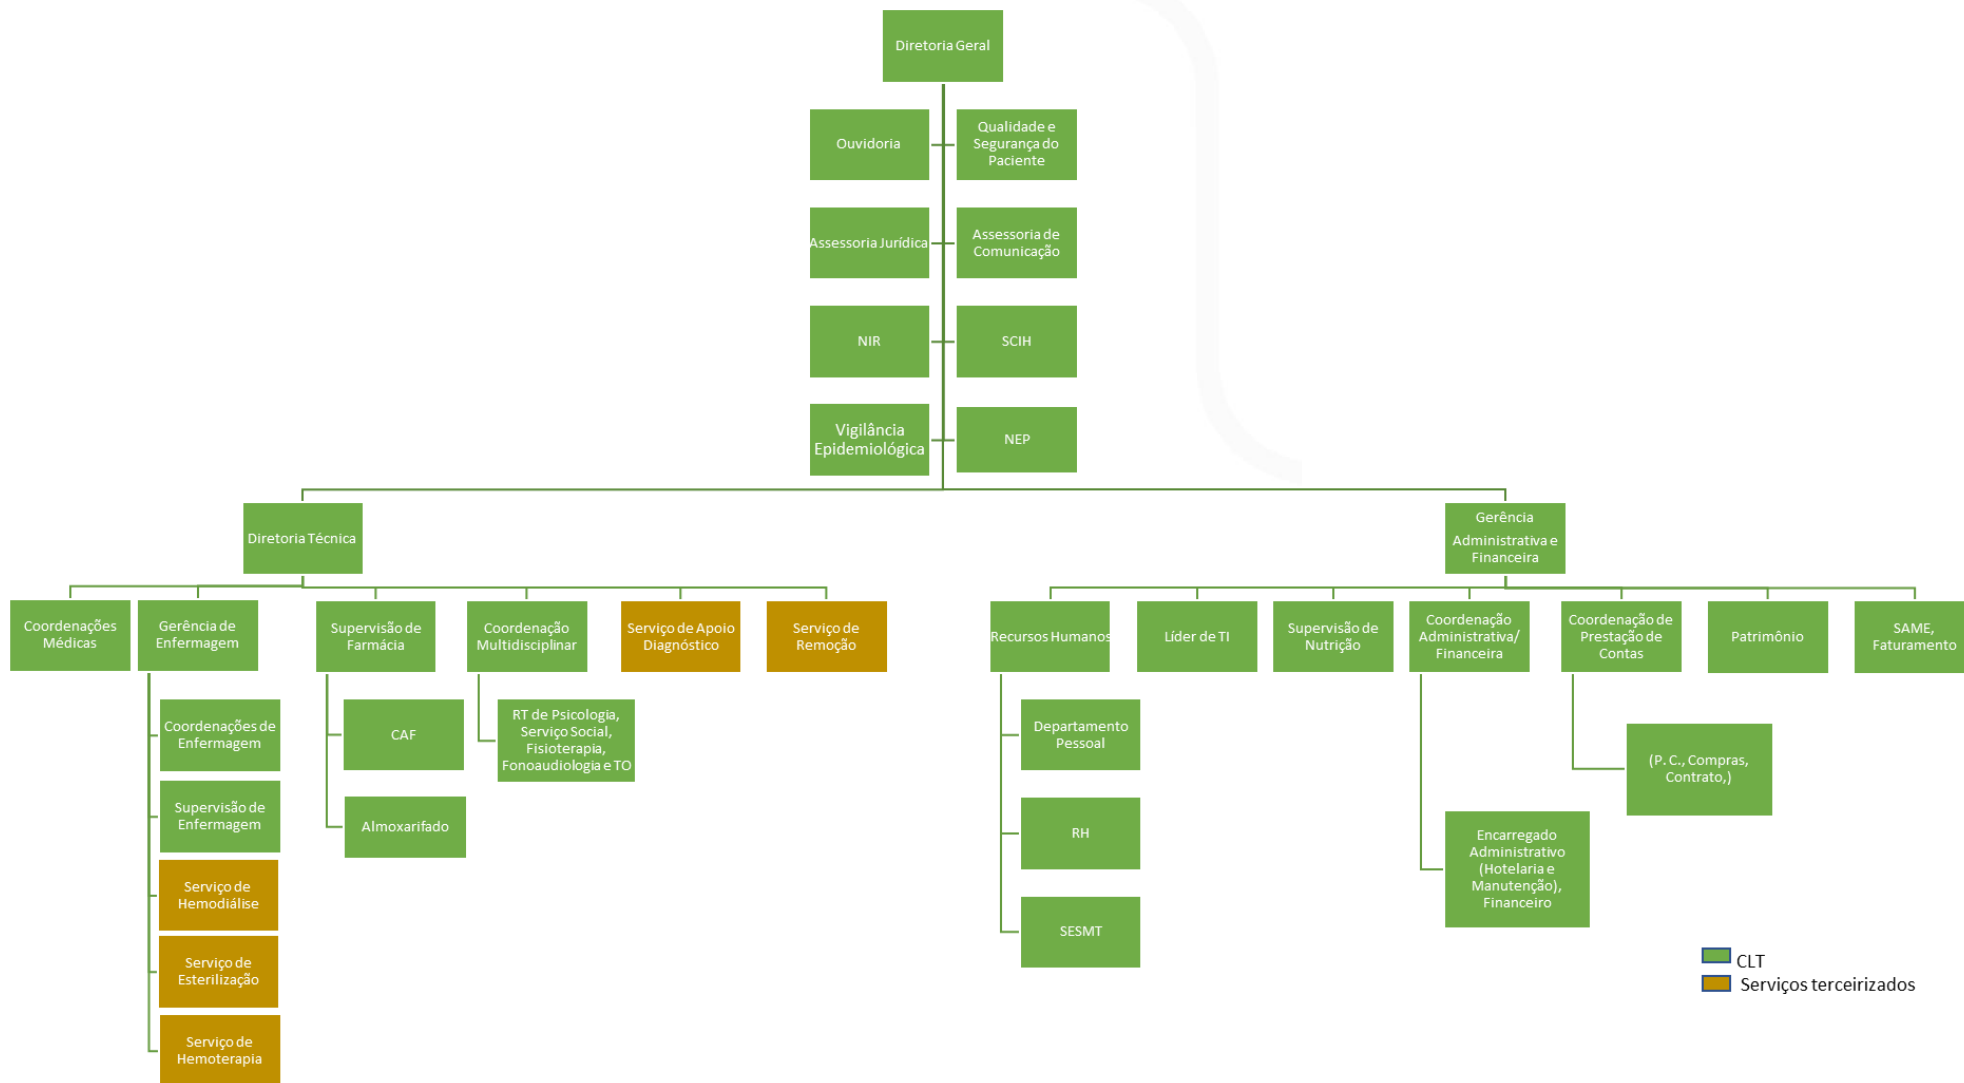 Diretoria Geral
Ouvidoria
Qualidade e
Segurança do
Paciente
Assessoria Jurídica
Assessoria de
Comunicação
NIR
SCIH
Vigilância
Epidemiológica
NEP
Diretoria Técnica
Gerência
Administrativa e
Financeira
Coordenações
Médicas
Gerência de
Enfermagem
Supervisão de
Farmácia
Coordenação
Multidisciplinar
Serviço de Apoio
Diagnóstico
Serviço de
Remoção
Recursos Humanos
Líder de TI
Supervisão de
Nutrição
Coordenação
Administrativa/
Financeira
Coordenação de
Prestação de
Contas
Patrimônio
SAME,
Faturamento
Coordenações de
Enfermagem
Supervisão de
Enfermagem
Serviço de
Hemodiálise
Serviço de
Esterilização
Serviço de
Hemoterapia
CAF
Almoxarifado
RT de Psicologia,
Serviço Social,
Fisioterapia,
Fonoaudiologia e TO
Departamento
Pessoal
RH
SESMT
Encarregado
Administrativo
(Hotelaria e
Manutenção),
Financeiro
(P. C., Compras,
Contrato,)
CLT
Serviços terceirizados